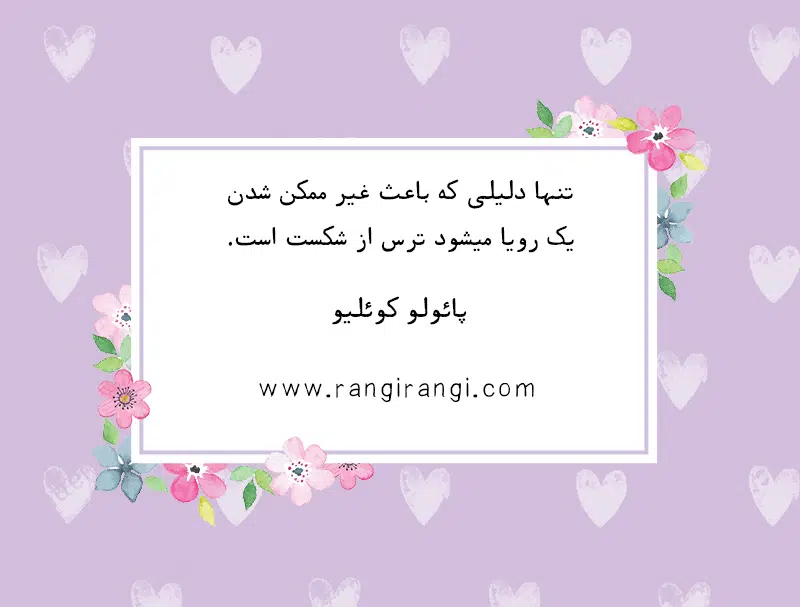 تنها دلیلی که باعث غیر ممکن شدن
یک رویا میشود ترس از شکست است.
پائولو کوئلیو
www.rangirangi.com